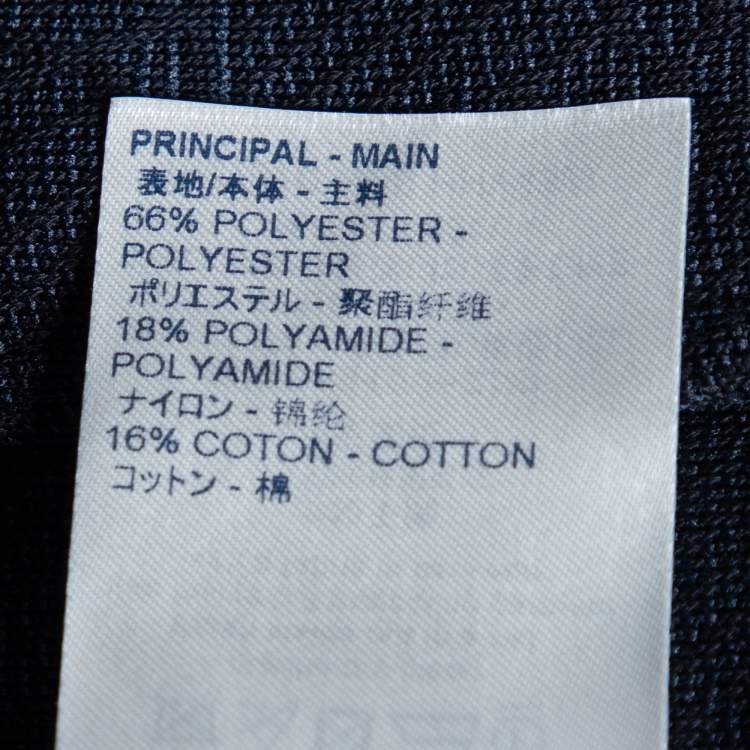 PRINCIPAL - MAIN
表地/本体 - 主料
66% POLYESTER -
POLYESTER
ポリエステル - 聚酯纤维
18% POLYAMIDE -
POLYAMIDE
ナイロン - 锦纶
16% COTON - COTTON
コットン - 棉